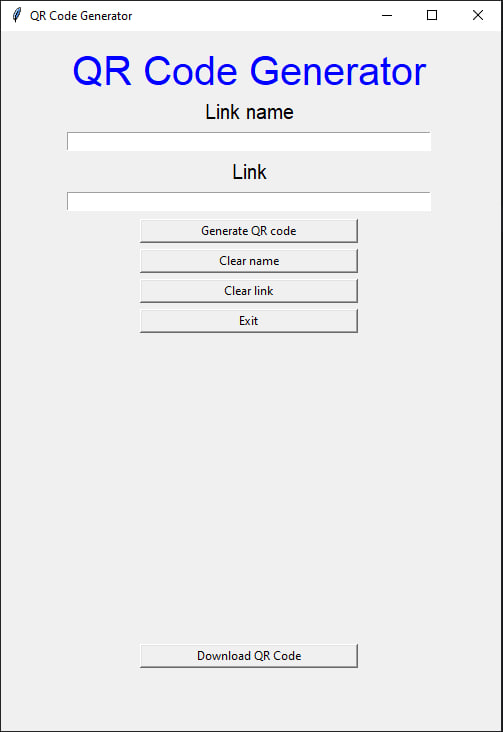 QR Code Generator
QR Code Generator
Link name
Link
Generate QR code
Clear name
Clear link
Exit
Download QR Code